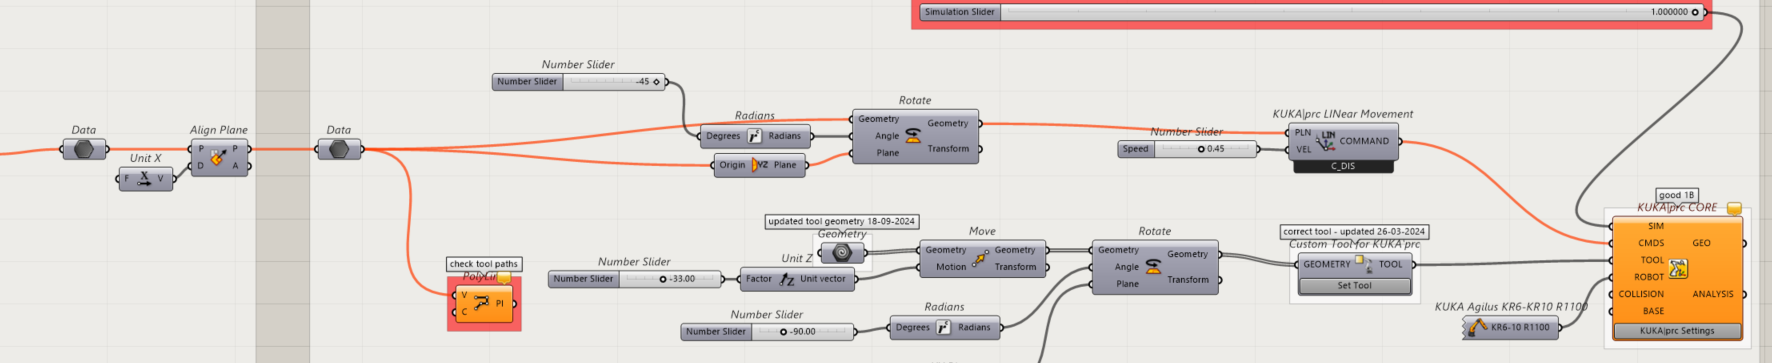 Simulation Slider 1.000000
Number Slider
Number Slider -45
Data
Align Plane
P P
D A
Unit X
F X V
Data
Radians
Degrees r° Radians
Origin YZ Plane
Rotate
Geometry
Angle
Plane
Geometry
Transform
Number Slider
Speed 0.45
KUKA|prc LINear Movement
PLN
VEL
LIN
COMMAND
C_DIS
good 1B
KUKA|prc CORE
SIM
CMDS
TOOL
ROBOT
COLLISION
BASE
GEO
ANALYSIS
KUKA|prc Settings
updated tool geometry 18-09-2024
Geometry
Move
Geometry
Motion
Geometry
Transform
Rotate
Geometry
Angle
Plane
Geometry
Transform
correct tool - updated 26-03-2024
Custom Tool for KUKA|prc
GEOMETRY TOOL
Set Tool
check tool paths
V
C
Pl
Number Slider
Number Slider -33.00
Unit Z
Factor Z Unit vector
Number Slider
Number Slider -90.00
Radians
Degrees r° Radians
KUKA Agilus KR6-KR10 R1100
KR6-10 R1100